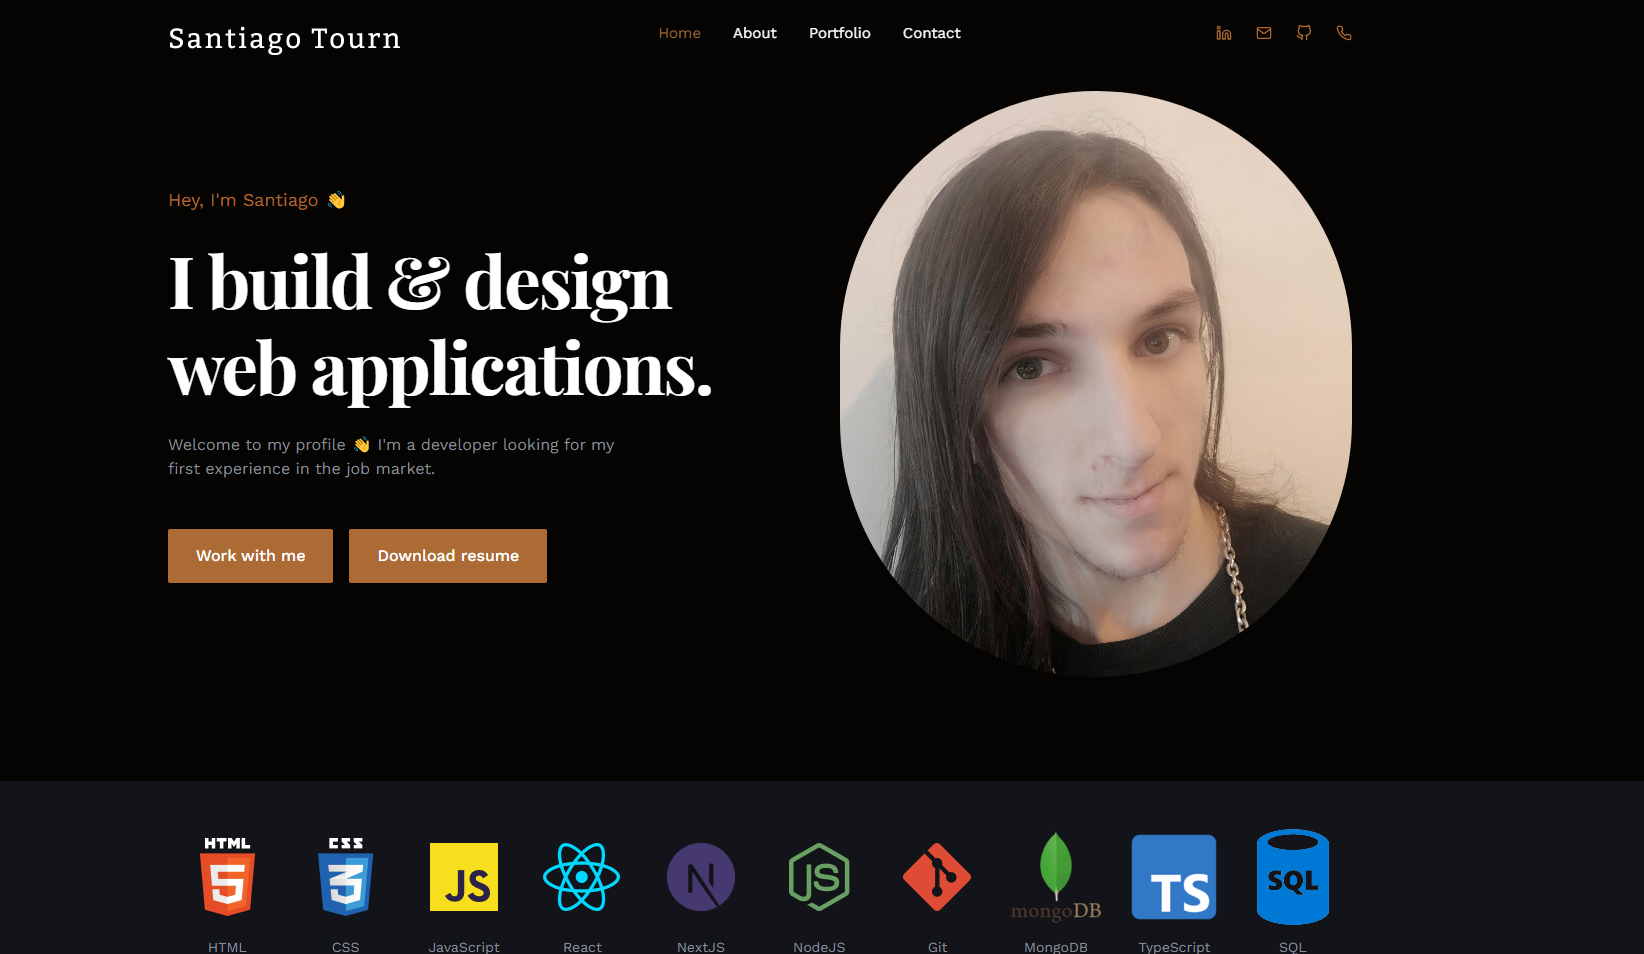 Santiago Tourn
Home About Portfolio Contact
Hey, I'm Santiago 👋
I build & design
web applications.
Welcome to my profile 👋 I'm a developer looking for my
first experience in the job market.
Work with me Download resume
HTML
5
HTML
CSS
3
CSS
JS
JavaScript
React
N
NextJS
JS
NodeJS
Git
mongoDB
MongoDB
TS
TypeScript
SQL
SQL